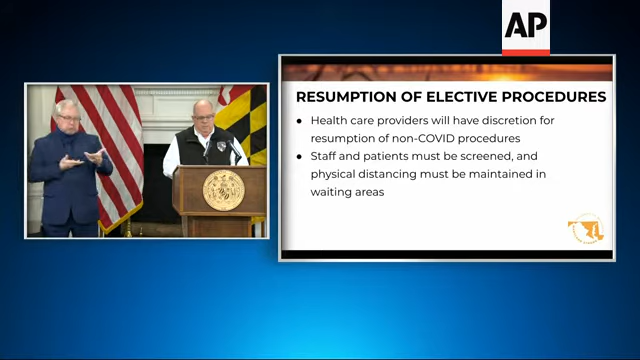 AP
RESUMPTION OF ELECTIVE PROCEDURES
● Health care providers will have discretion for
resumption of non-COVID procedures
● Staff and patients must be screened, and
physical distancing must be maintained in
waiting areas